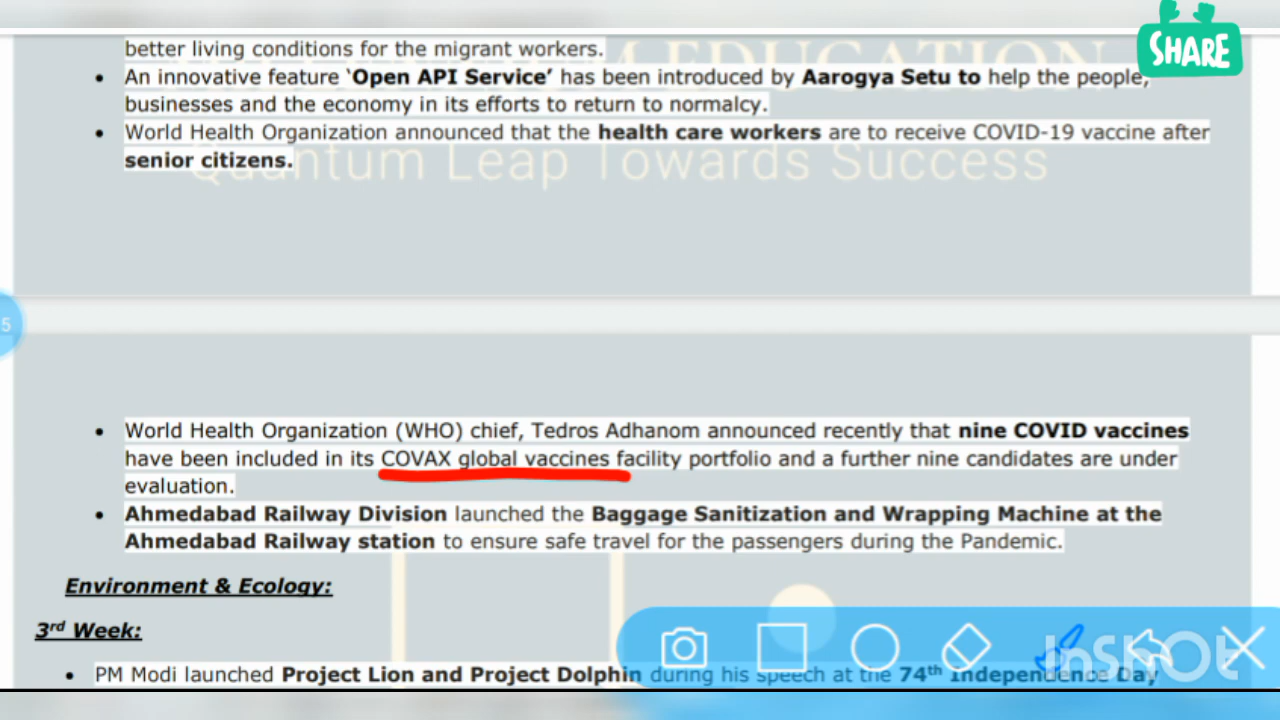 SHARE
better living conditions for the migrant workers.
• An innovative feature ‘Open API Service’ has been introduced by Aarogya Setu to help the people,
businesses and the economy in its efforts to return to normalcy.
• World Health Organization announced that the health care workers are to receive COVID-19 vaccine after
senior citizens.
Quantum Leap Towards Success
5
• World Health Organization (WHO) chief, Tedros Adhanom announced recently that nine COVID vaccines
have been included in its COVAX global vaccines facility portfolio and a further nine candidates are under
evaluation.
• Ahmedabad Railway Division launched the Baggage Sanitization and Wrapping Machine at the
Ahmedabad Railway station to ensure safe travel for the passengers during the Pandemic.
Environment & Ecology:
3rd Week:
• PM Modi launched Project Lion and Project Dolphin during his speech at the 74th Independence Day
InShOt